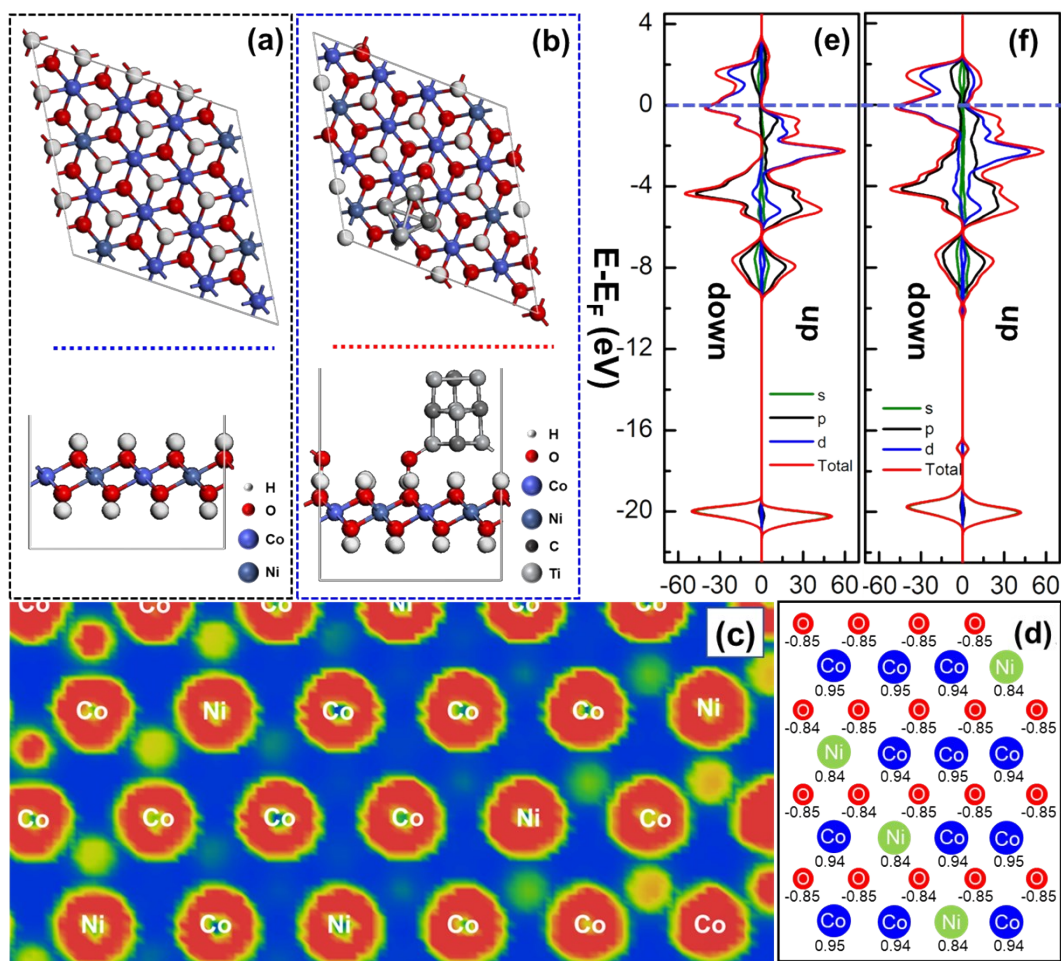 (a)
H
O
Co
Ni
(b)
H
O
Co
Ni
C
Ti
4
0
-4
-8
-12
-16
-20
E-E_F (eV)
(e)
down
up
s
p
d
Total
-60 -30 0 30 60
(f)
down
up
s
p
d
Total
-60 -30 0 30 60
(c)
Co Co Co Ni Co
Co Ni Co Co Ni
Co Co Co Co Ni Co
Ni Co Ni Co Co Co
(d)
O O O O
-0.85 -0.85 -0.85 -0.85
Co Co Co Ni
0.95 0.95 0.94 0.84
O O O O O
-0.84 -0.85 -0.85 -0.85 -0.85
Ni Co Co Co
0.84 0.94 0.95 0.94
O O O O O
-0.85 -0.84 -0.85 -0.85 -0.85
Co Ni Co Co
0.94 0.84 0.94 0.95
O O O O O
-0.85 -0.85 -0.84 -0.85 -0.85
Co Co Ni Co
0.95 0.94 0.84 0.94